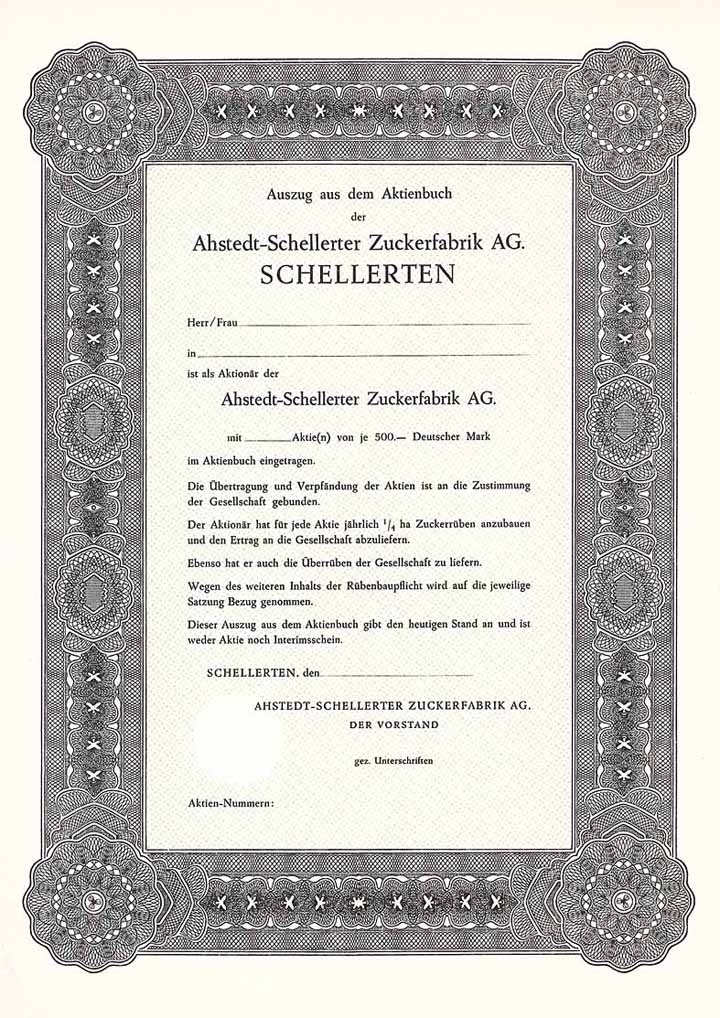 Auszug aus dem Aktienbuch
der
Ahstedt-Schellerter Zuckerfabrik AG.
SCHELLERTEN
Herr/Frau
in
ist als Aktionär der
Ahstedt-Schellerter Zuckerfabrik AG.
mit Aktie(n) von je 500.— Deutscher Mark
im Aktienbuch eingetragen.
Die Übertragung und Verpfändung der Aktien ist an die Zustimmung
der Gesellschaft gebunden.
Der Aktionär hat für jede Aktie jährlich 1/4 ha Zuckerrüben anzubauen
und den Ertrag an die Gesellschaft abzuliefern.
Ebenso hat er auch die Überrüben der Gesellschaft zu liefern.
Wegen des weiteren Inhalts der Rübenbaupflicht wird auf die jeweilige
Satzung Bezug genommen.
Dieser Auszug aus dem Aktienbuch gibt den heutigen Stand an und ist
weder Aktie noch Interimsschein.
SCHELLERTEN, den
AHSTEDT-SCHELLERTER ZUCKERFABRIK AG.
DER VORSTAND
gez. Unterschriften
Aktien-Nummern: